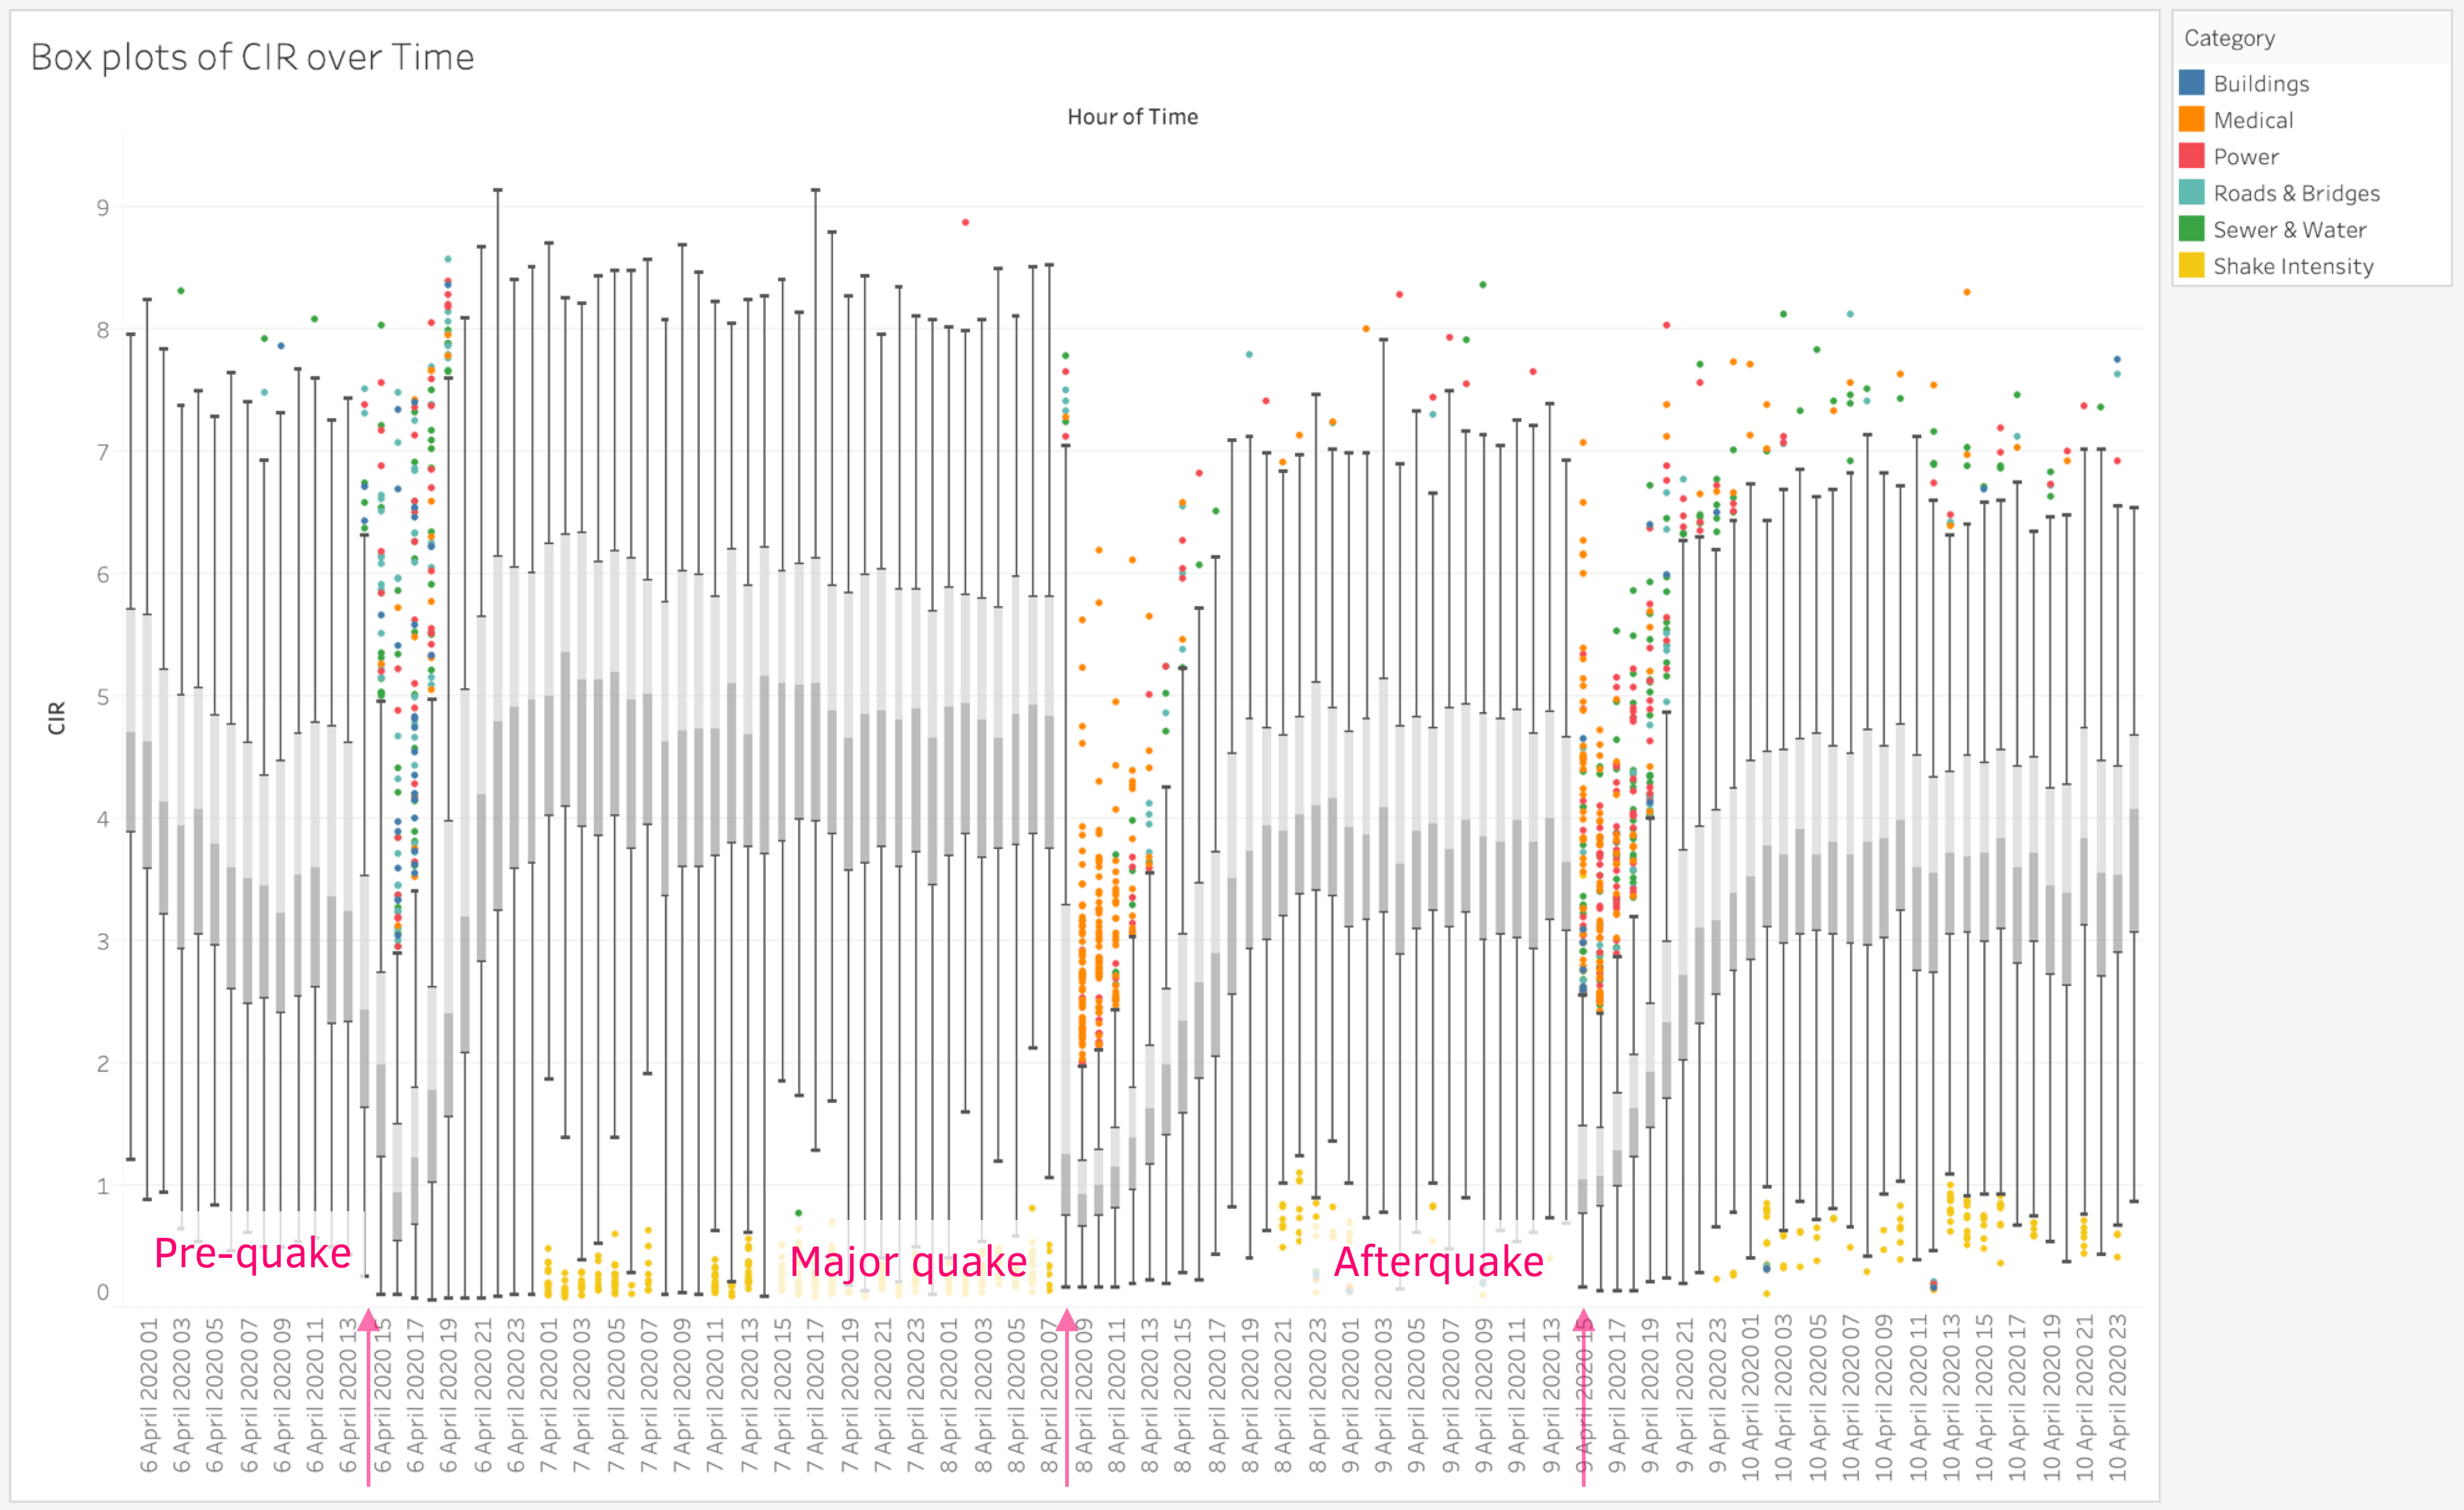 Box plots of CIR over Time
Hour of Time
CIR
9
8
7
6
5
4
3
2
1
0
Pre-quake
Major quake
Afterquake
6 April 2020 01
6 April 2020 03
6 April 2020 05
6 April 2020 07
6 April 2020 09
6 April 2020 11
6 April 2020 13
6 April 2020 15
6 April 2020 17
6 April 2020 19
6 April 2020 21
6 April 2020 23
7 April 2020 01
7 April 2020 03
7 April 2020 05
7 April 2020 07
7 April 2020 09
7 April 2020 11
7 April 2020 13
7 April 2020 15
7 April 2020 17
7 April 2020 19
7 April 2020 21
7 April 2020 23
8 April 2020 01
8 April 2020 03
8 April 2020 05
8 April 2020 07
8 April 2020 09
8 April 2020 11
8 April 2020 13
8 April 2020 15
8 April 2020 17
8 April 2020 19
8 April 2020 21
8 April 2020 23
9 April 2020 01
9 April 2020 03
9 April 2020 05
9 April 2020 07
9 April 2020 09
9 April 2020 11
9 April 2020 13
9 April 2020 15
9 April 2020 17
9 April 2020 19
9 April 2020 21
9 April 2020 23
10 April 2020 01
10 April 2020 03
10 April 2020 05
10 April 2020 07
10 April 2020 09
10 April 2020 11
10 April 2020 13
10 April 2020 15
10 April 2020 17
10 April 2020 19
10 April 2020 21
10 April 2020 23
Category
Buildings
Medical
Power
Roads & Bridges
Sewer & Water
Shake Intensity